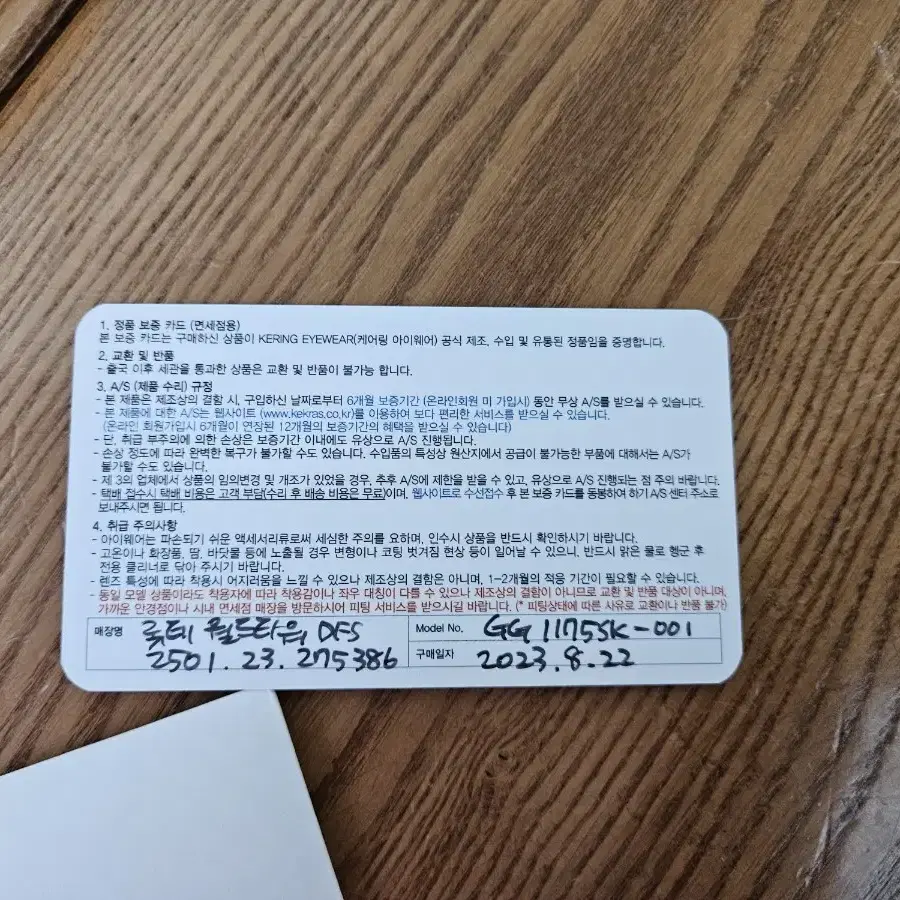 1. 정품 보증 카드 (면세점용)
본 보증 카드는 구매하신 상품이 KERING EYEWEAR(케어링 아이웨어) 공식 제조, 수입 및 유통된 정품임을 증명합니다.
2. 교환 및 반품
- 출국 이후 세관을 통과한 상품은 교환 및 반품이 불가능 합니다.
3. A/S (제품 수리) 규정
- 본 제품은 제조상의 결함 시, 구입하신 날짜로부터 6개월 보증기간 (온라인회원 미 가입시) 동안 무상 A/S를 받으실 수 있습니다.
- 본 제품에 대한 A/S는 웹사이트 (www.kekras.co.kr)를 이용하여 보다 편리한 서비스를 받으실 수 있습니다.
(온라인 회원가입시 6개월이 연장된 12개월의 보증기간의 혜택을 받으실 수 있습니다)
- 단, 취급 부주의에 의한 손상은 보증기간 이내에도 유상으로 A/S 진행됩니다.
- 손상 정도에 따라 완벽한 복구가 불가할 수도 있습니다. 수입품의 특성상 원산지에서 공급이 불가능한 부품에 대해서는 A/S가
불가할 수도 있습니다.
- 제 3의 업체에서 상품의 임의변경 및 개조가 있었을 경우, 추후 A/S에 제한을 받을 수 있고, 유상으로 A/S 진행되는 점 주의 바랍니다.
- 택배 접수시 택배 비용은 고객 부담(수리 후 배송 비용은 무료)이며, 웹사이트로 수선접수 후 본 보증 카드를 동봉하여 하기 A/S 센터 주소로
보내주시면 됩니다.
4. 취급 주의사항
- 아이웨어는 파손되기 쉬운 액세서리류로써 세심한 주의를 요하며, 인수시 상품을 반드시 확인하시기 바랍니다.
- 고온이나 화장품, 땀, 바닷물 등에 노출될 경우 변형이나 코팅 벗겨짐 현상 등이 일어날 수 있으니, 반드시 맑은 물로 헹군 후
전용 클리너로 닦아 주시기 바랍니다.
- 렌즈 특성에 따라 착용시 어지러움을 느낄 수 있으나 제조상의 결함은 아니며, 1-2개월의 적응 기간이 필요할 수 있습니다.
- 동일 모델 상품이라도 착용자에 따라 착용감이나 좌우 대칭이 다를 수 있으나 제조상의 결함이 아니므로 교환 및 반품 대상이 아니며,
가까운 안경점이나 시내 면세점 매장을 방문하시어 피팅 서비스를 받으시길 바랍니다. (* 피팅상태에 따른 사유로 교환이나 반품 불가)
매장명 롯데 월드타워 DFS
2501.23.275386
Model No. GG 1175SK-001
구매일자 2023.8.22